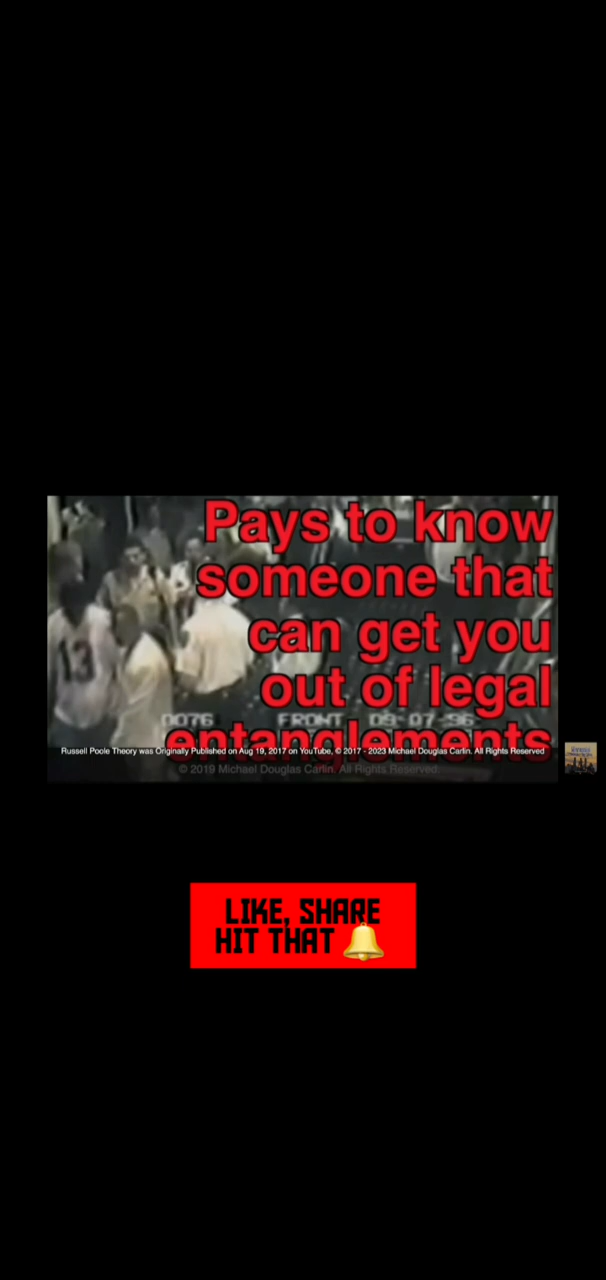 Pays to know
someone that
can get you
out of legal
entanglements
13
0076 FRONT 09-07-96
Russell Poole Theory was Originally Published on Aug 19, 2017 on YouTube, © 2017 - 2023 Michael Douglas Carlin. All Rights Reserved
© 2019 Michael Douglas Carlin. All Rights Reserved.
LIKE, SHARE
HIT THAT